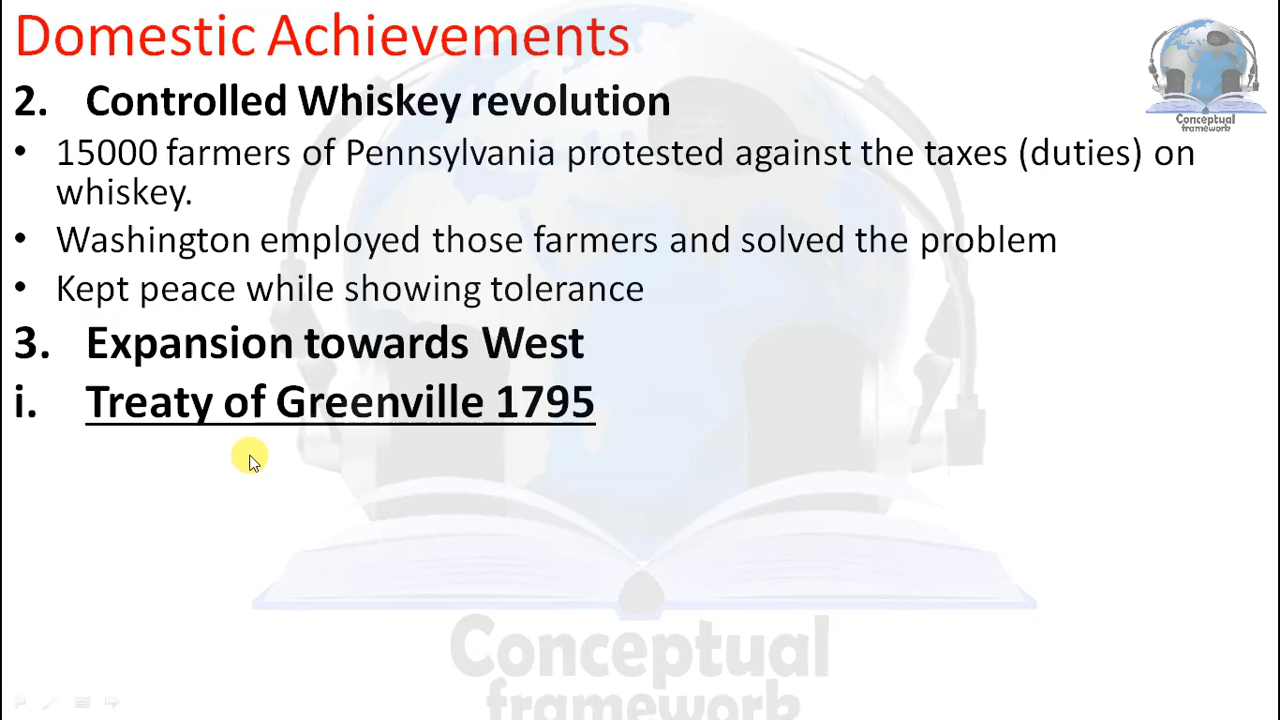 Domestic Achievements
2. Controlled Whiskey revolution
• 15000 farmers of Pennsylvania protested against the taxes (duties) on
whiskey.
• Washington employed those farmers and solved the problem
• Kept peace while showing tolerance
3. Expansion towards West
i. Treaty of Greenville 1795
Conceptual
framework
Conceptual
framework